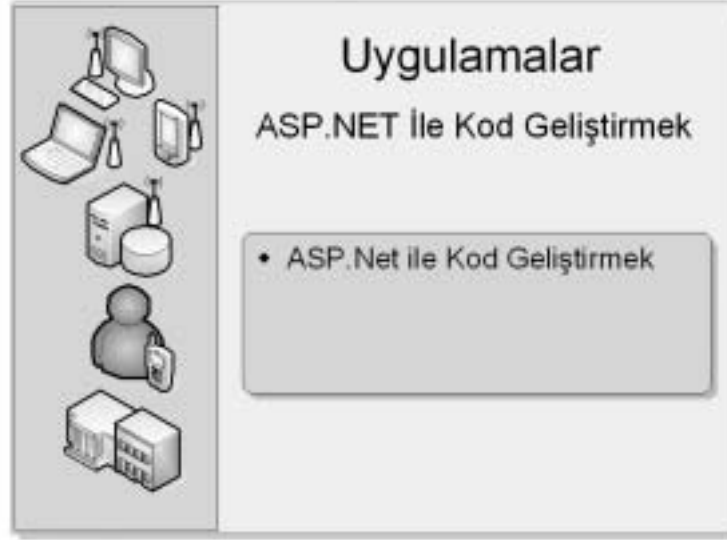 Uygulamalar
ASP.NET İle Kod Geliştirmek
• ASP.Net ile Kod Geliştirmek